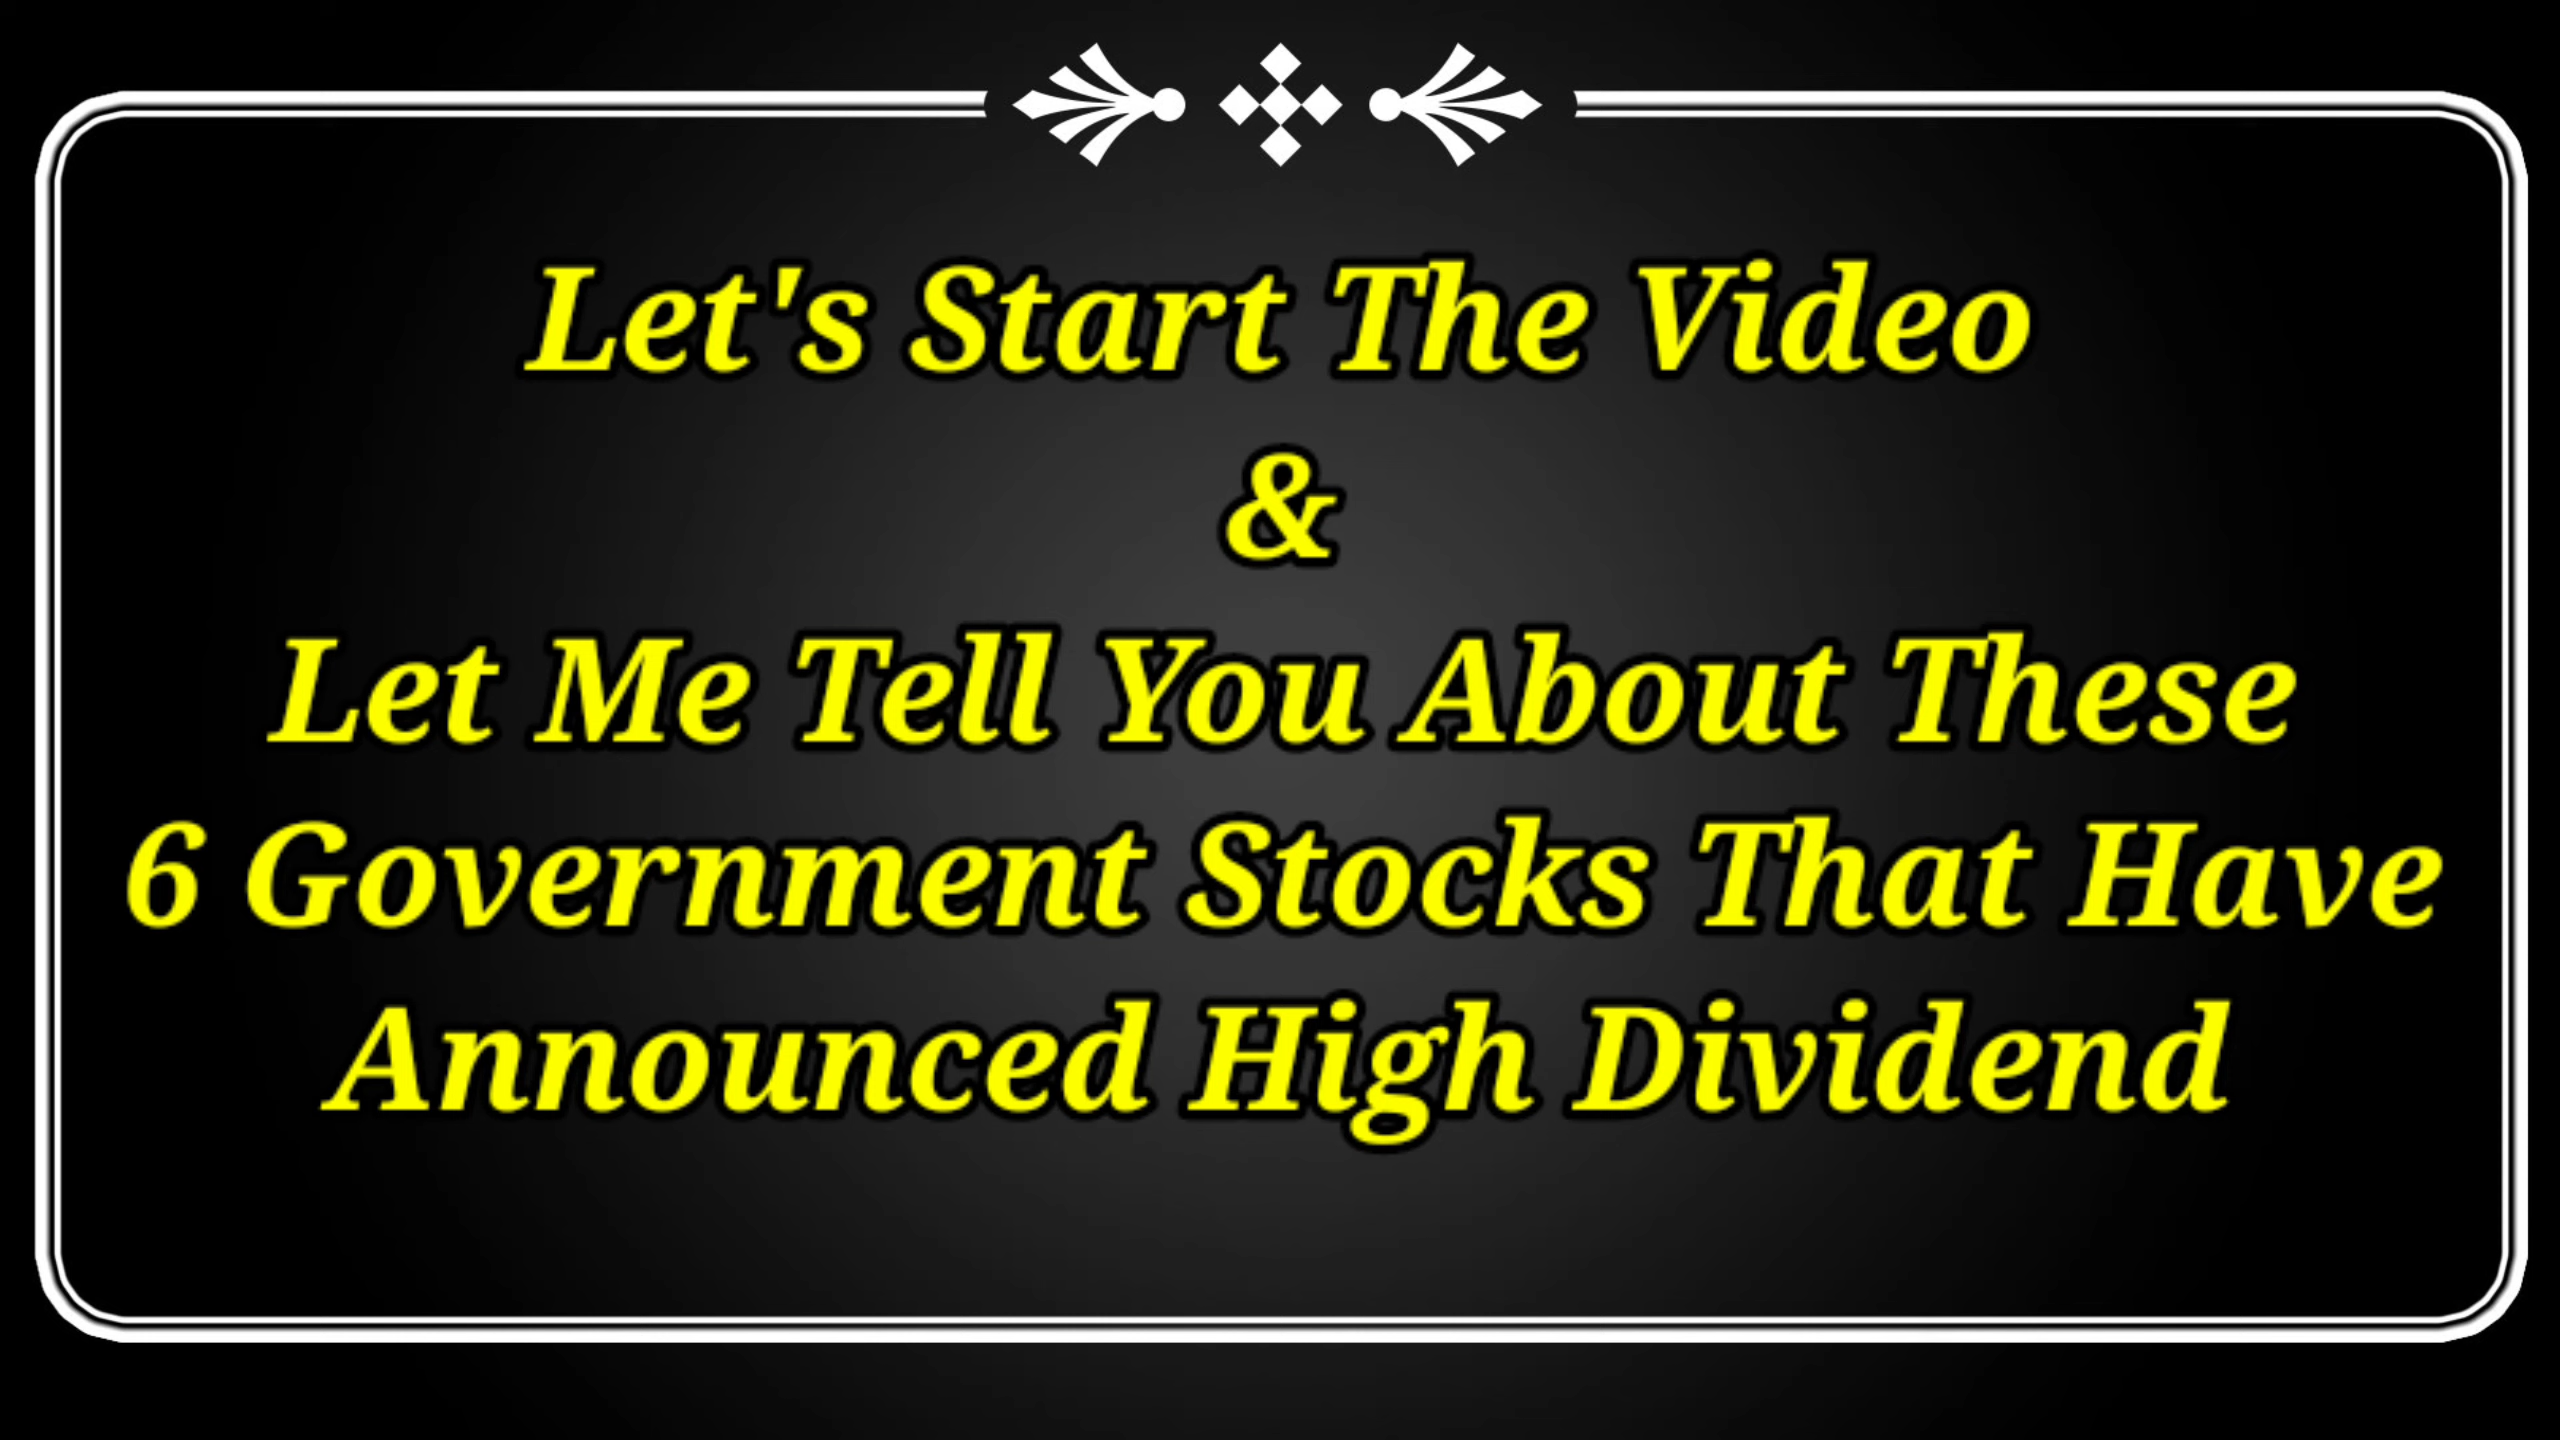 Let's Start The Video
&
Let Me Tell You About These
6 Government Stocks That Have
Announced High Dividend